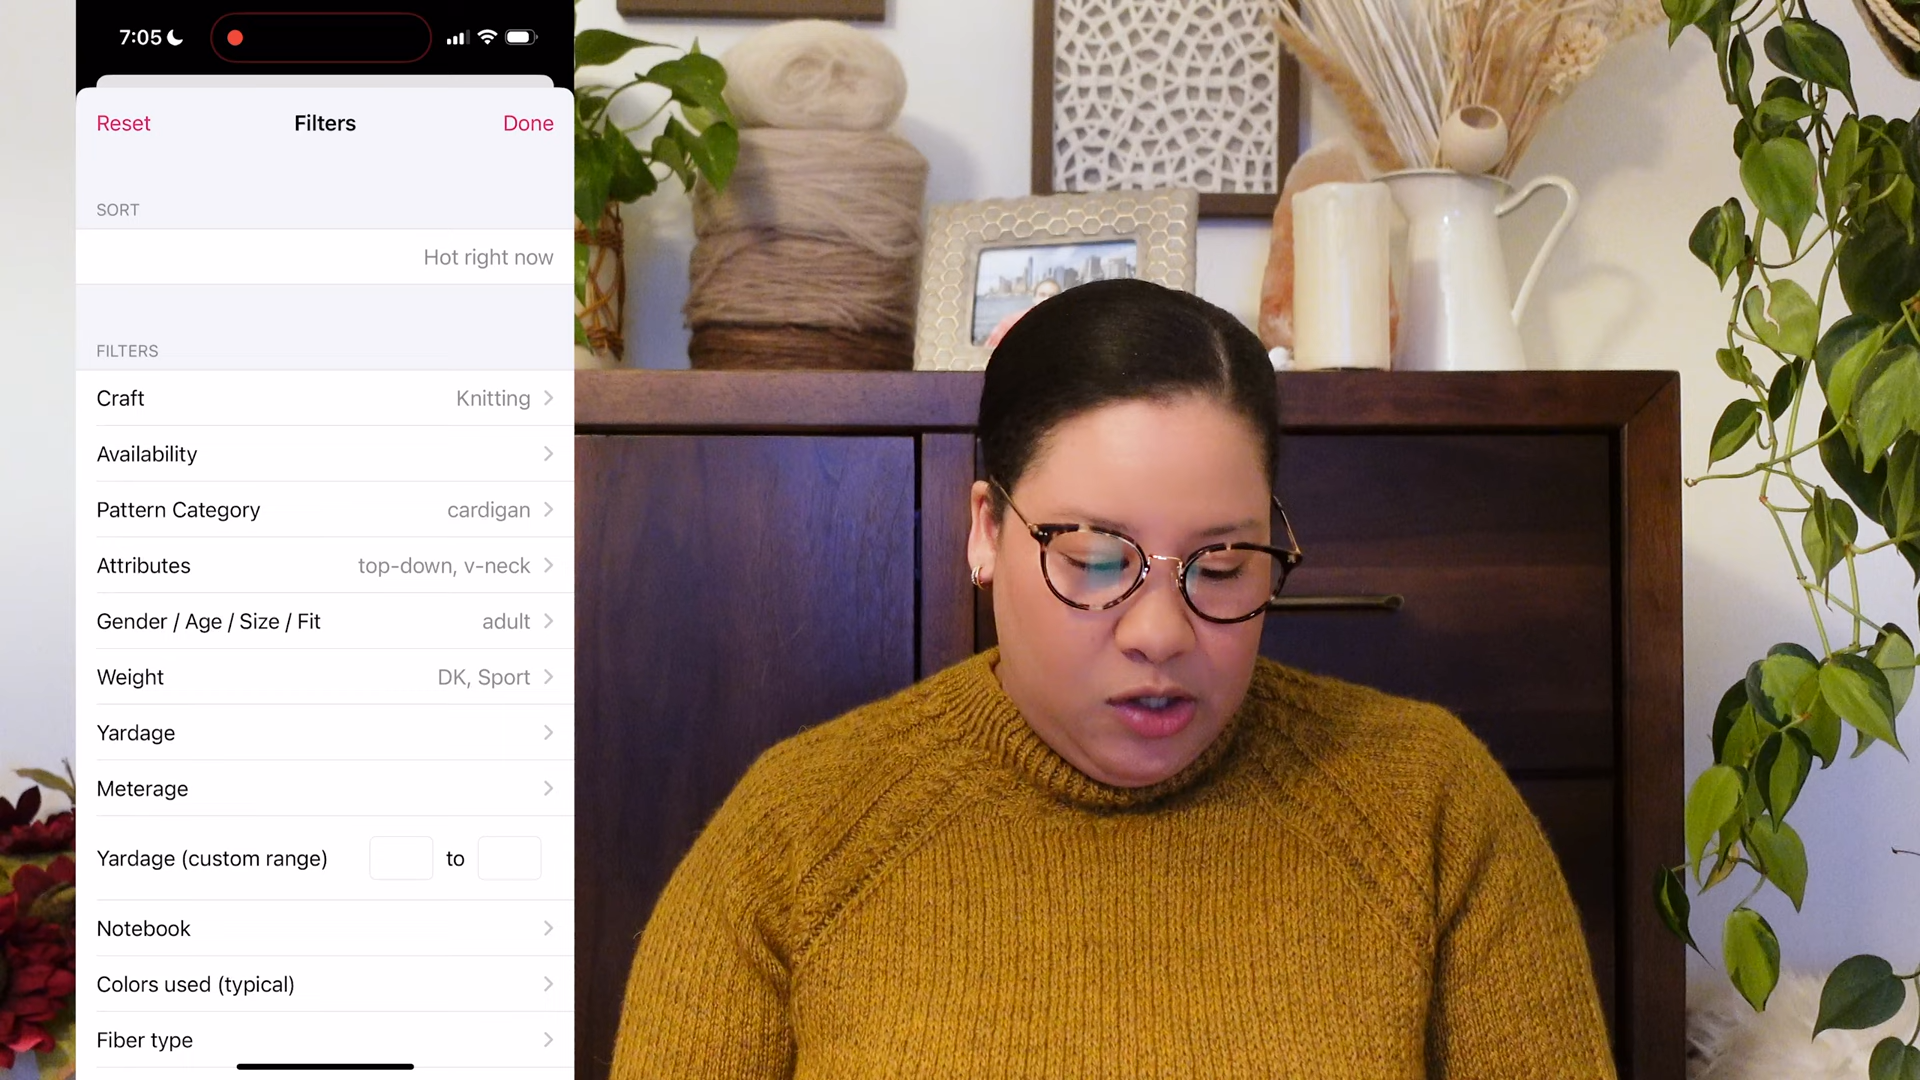 7:05
Reset Filters Done
SORT
Hot right now
FILTERS
Craft Knitting
Availability
Pattern Category cardigan
Attributes top-down, v-neck
Gender / Age / Size / Fit adult
Weight DK, Sport
Yardage
Meterage
Yardage (custom range) to
Notebook
Colors used (typical)
Fiber type